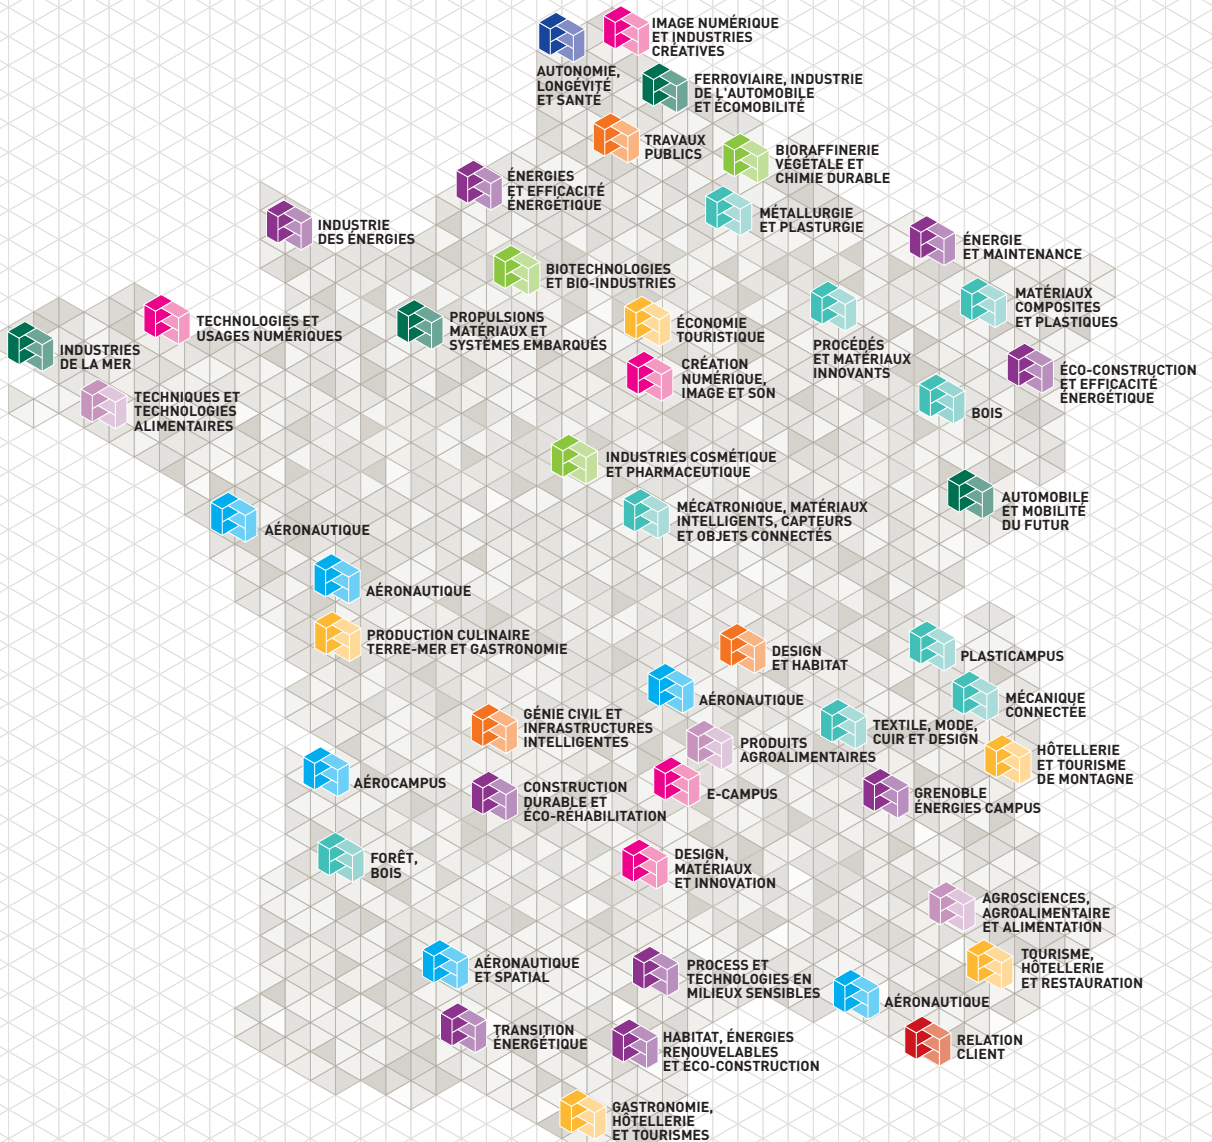 IMAGE NUMÉRIQUE
ET INDUSTRIES
CRÉATIVES
AUTONOMIE,
LONGÉVITÉ
ET SANTÉ
FERROVIAIRE, INDUSTRIE
DE L'AUTOMOBILE
ET ÉCOMOBILITÉ
TRAVAUX
PUBLICS
BIORAFFINERIE
VÉGÉTALE ET
CHIMIE DURABLE
ÉNERGIES
ET EFFICACITÉ
ÉNERGÉTIQUE
MÉTALLURGIE
ET PLASTURGIE
INDUSTRIE
DES ÉNERGIES
ÉNERGIE
ET MAINTENANCE
BIOTECHNOLOGIES
ET BIO-INDUSTRIES
MATÉRIAUX
COMPOSITES
ET PLASTIQUES
TECHNOLOGIES ET
USAGES NUMÉRIQUES
PROPULSIONS
MATÉRIAUX ET
SYSTÈMES EMBARQUÉS
ÉCONOMIE
TOURISTIQUE
PROCÉDÉS
ET MATÉRIAUX
INNOVANTS
INDUSTRIES
DE LA MER
CRÉATION
NUMÉRIQUE,
IMAGE ET SON
ÉCO-CONSTRUCTION
ET EFFICACITÉ
ÉNERGÉTIQUE
TECHNIQUES ET
TECHNOLOGIES
ALIMENTAIRES
BOIS
INDUSTRIES COSMÉTIQUE
ET PHARMACEUTIQUE
MÉCATRONIQUE, MATÉRIAUX
INTELLIGENTS, CAPTEURS
ET OBJETS CONNECTÉS
AUTOMOBILE
ET MOBILITÉ
DU FUTUR
AÉRONAUTIQUE
AÉRONAUTIQUE
PRODUCTION CULINAIRE
TERRE-MER ET GASTRONOMIE
DESIGN
ET HABITAT
PLASTICAMPUS
AÉRONAUTIQUE
MÉCANIQUE
CONNECTÉE
GÉNIE CIVIL ET
INFRASTRUCTURES
INTELLIGENTES
TEXTILE, MODE,
CUIR ET DESIGN
PRODUITS
AGROALIMENTAIRES
HÔTELLERIE
ET TOURISME
DE MONTAGNE
AÉROCAMPUS
CONSTRUCTION
DURABLE ET
ÉCO-RÉHABILITATION
E-CAMPUS
GRENOBLE
ÉNERGIES CAMPUS
FORÊT,
BOIS
DESIGN,
MATÉRIAUX
ET INNOVATION
AGROSCIENCES,
AGROALIMENTAIRE
ET ALIMENTATION
AÉRONAUTIQUE
ET SPATIAL
PROCESS ET
TECHNOLOGIES EN
MILIEUX SENSIBLES
TOURISME,
HÔTELLERIE
ET RESTAURATION
AÉRONAUTIQUE
TRANSITION
ÉNERGÉTIQUE
HABITAT, ÉNERGIES
RENOUVELABLES
ET ÉCO-CONSTRUCTION
RELATION
CLIENT
GASTRONOMIE,
HÔTELLERIE
ET TOURISMES